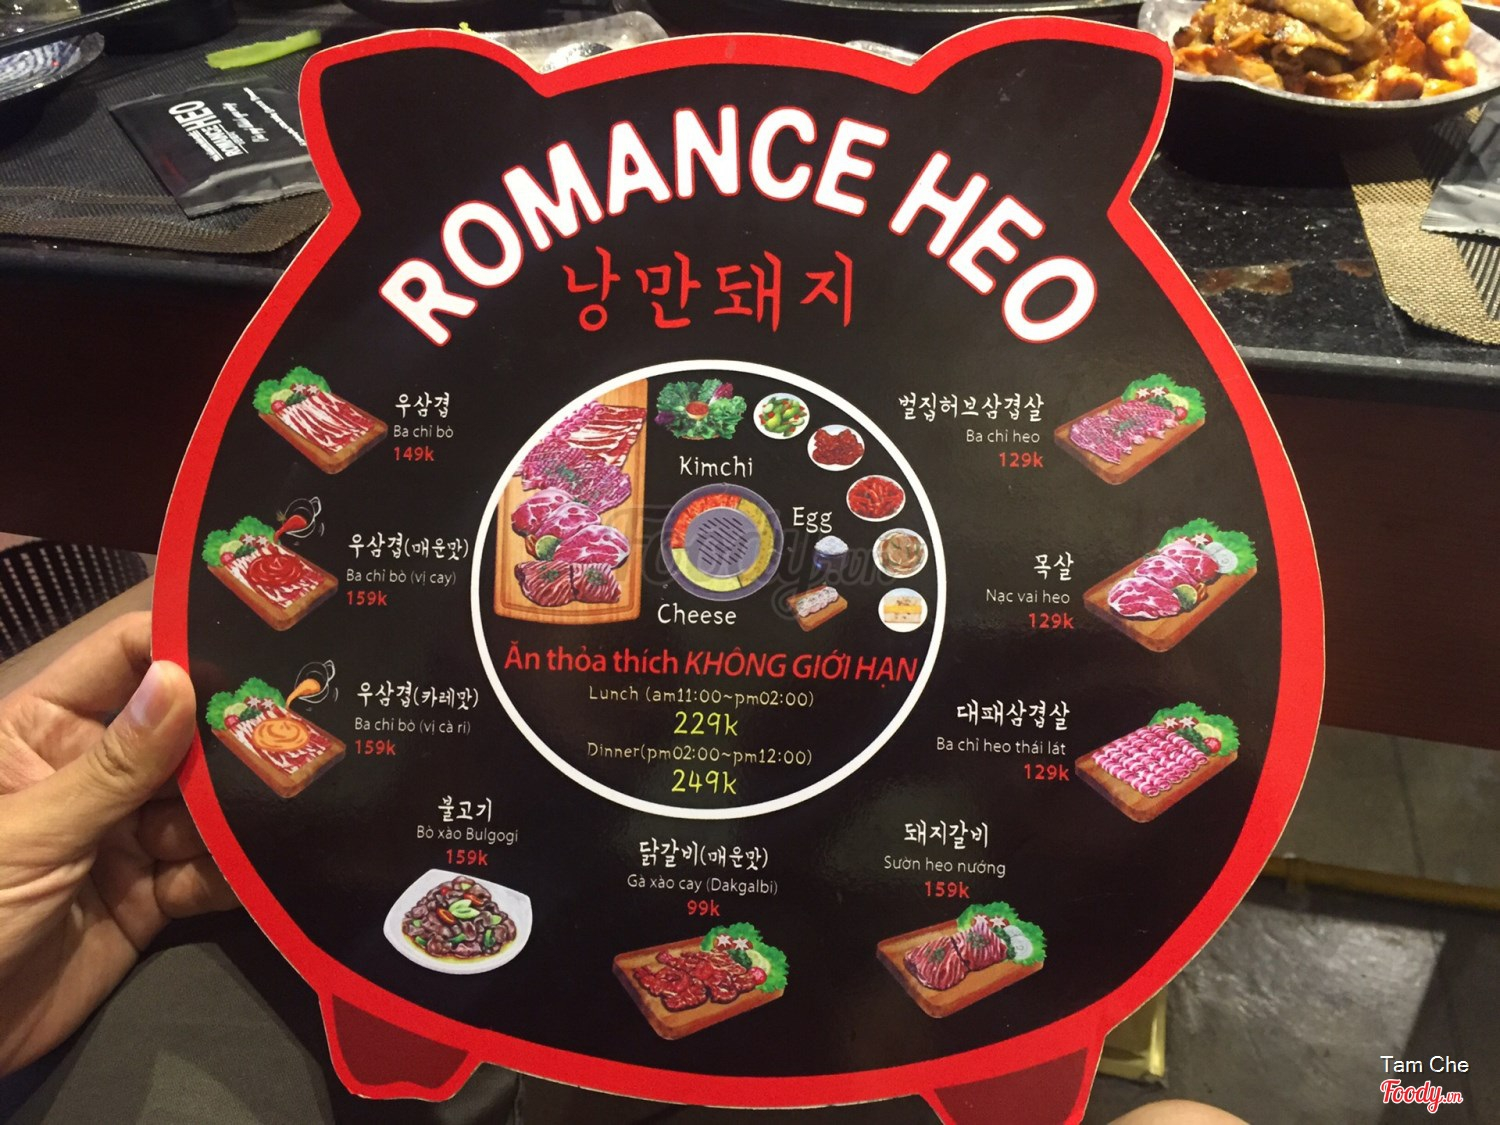 ROMANCE HEO
낭만돼지
우삼겹
Ba chỉ bò
149k
우삼겹(매운맛)
Ba chỉ bò (vị cay)
159k
우삼겹(카레맛)
Ba chỉ bò (vị cà ri)
159k
불고기
Bò xào Bulgogi
159k
닭갈비(매운맛)
Gà xào cay (Dakgalbi)
99k
돼지갈비
Sườn heo nướng
159k
대패삼겹살
Ba chỉ heo thái lát
129k
목살
Nạc vai heo
129k
벌집허브삼겹살
Ba chỉ heo
129k
Kimchi
Egg
Cheese
Ăn thỏa thích KHÔNG GIỚI HẠN
Lunch (am11:00~pm02:00)
229k
Dinner(pm02:00~pm12:00)
249k
ROMANCE HEO
Foody.vn
Tam Che
Foody.vn